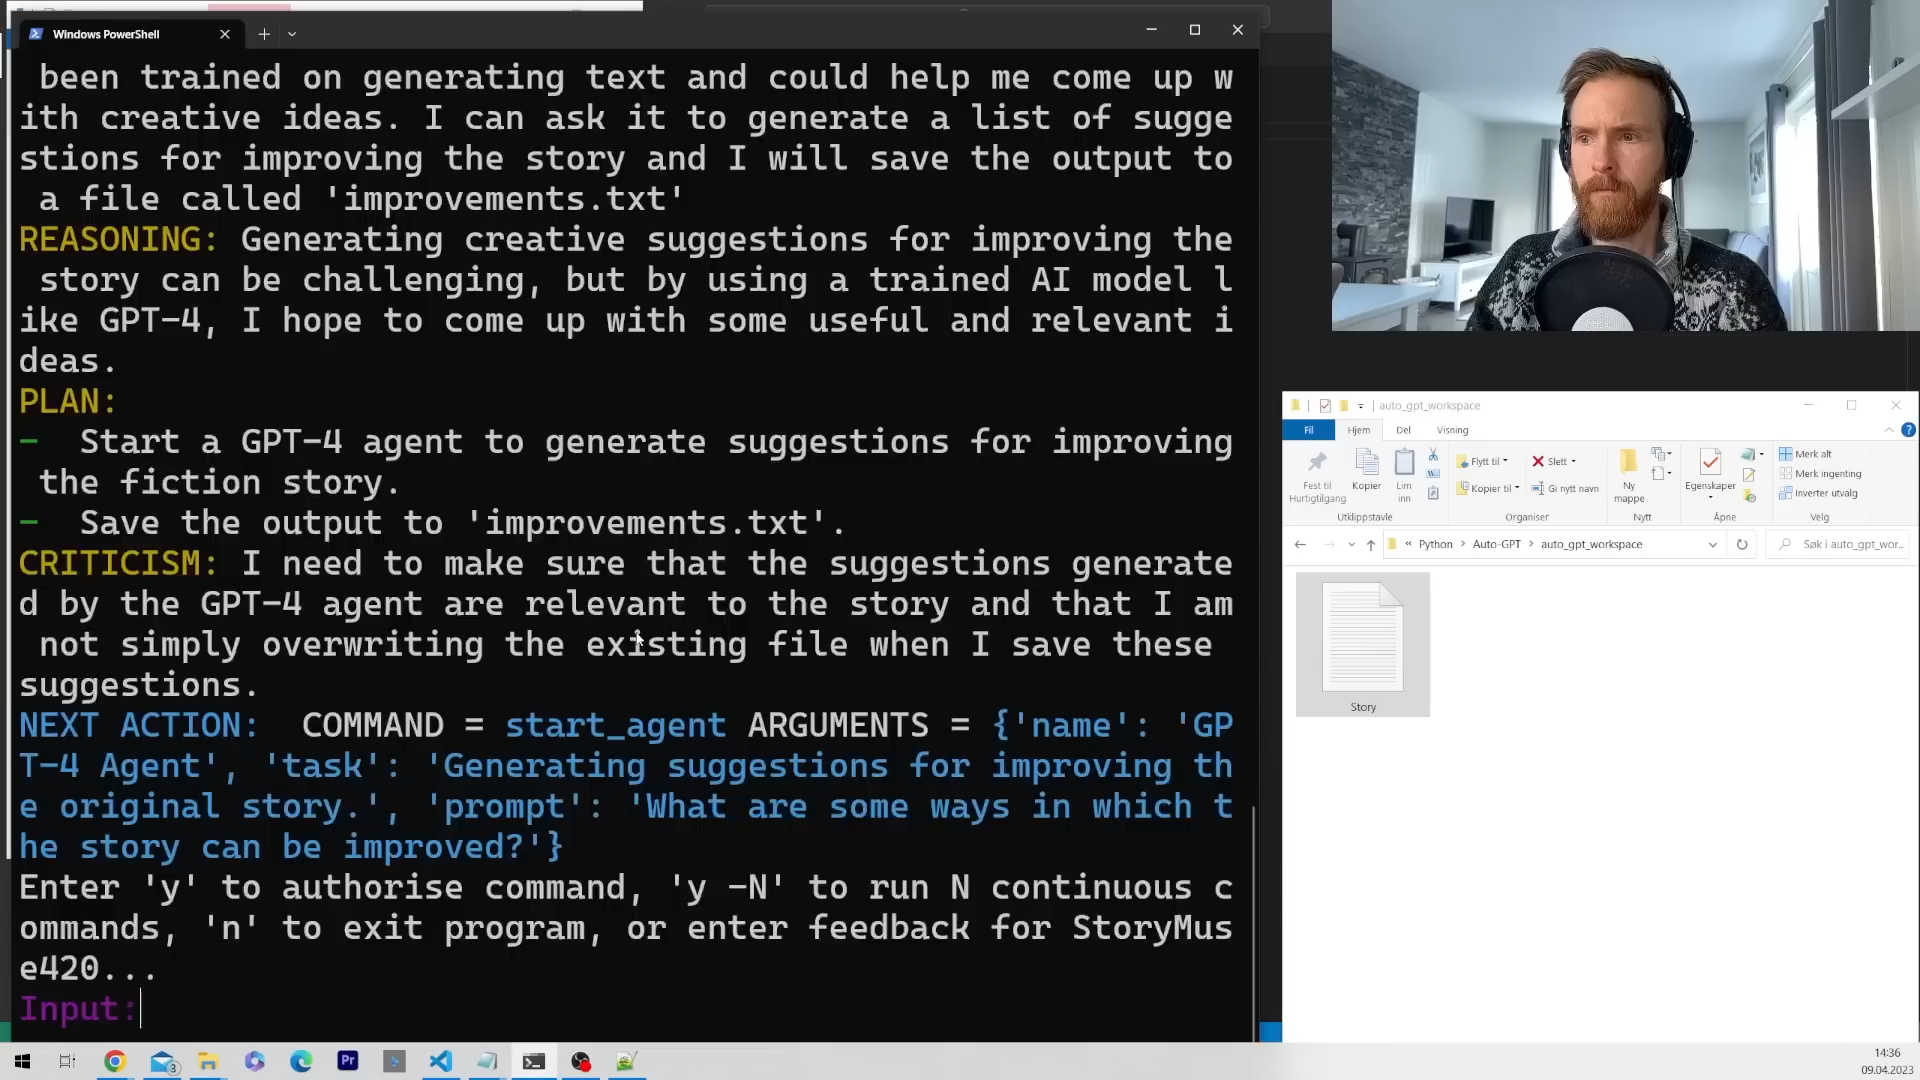 Windows PowerShell
been trained on generating text and could help me come up w
ith creative ideas. I can ask it to generate a list of sugge
stions for improving the story and I will save the output to
a file called 'improvements.txt'
REASONING: Generating creative suggestions for improving the
story can be challenging, but by using a trained AI model l
ike GPT-4, I hope to come up with some useful and relevant i
deas.
PLAN:
- Start a GPT-4 agent to generate suggestions for improving
the fiction story.
- Save the output to 'improvements.txt'.
CRITICISM: I need to make sure that the suggestions generate
d by the GPT-4 agent are relevant to the story and that I am
not simply overwriting the existing file when I save these
suggestions.
NEXT ACTION: COMMAND = start_agent ARGUMENTS = {'name': 'GP
T-4 Agent', 'task': 'Generating suggestions for improving th
e original story.', 'prompt': 'What are some ways in which t
he story can be improved?'}
Enter 'y' to authorise command, 'y -N' to run N continuous c
ommands, 'n' to exit program, or enter feedback for StoryMus
e420...
Input:
auto_gpt_workspace
Fil Hjem Del Visning
Fest til Hurtigtilgang
Kopier
Lim inn
Flytt til
Kopier til
Slett
Gi nytt navn
Ny mappe
Egenskaper
Merk alt
Merk ingenting
Inverter utvalg
Utklippstavle Organiser Nytt Åpne Velg
« Python > Auto-GPT > auto_gpt_workspace
Søk i auto_gpt_wor...
Story
Pr
3
14:36
09.04.2023